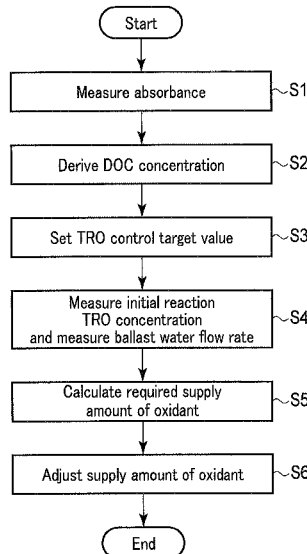 Start
Measure absorbance
S1
Derive DOC concentration
S2
Set TRO control target value
S3
Measure initial reaction
TRO concentration
and measure ballast water flow rate
S4
Calculate required supply
amount of oxidant
S5
Adjust supply amount of oxidant
S6
End